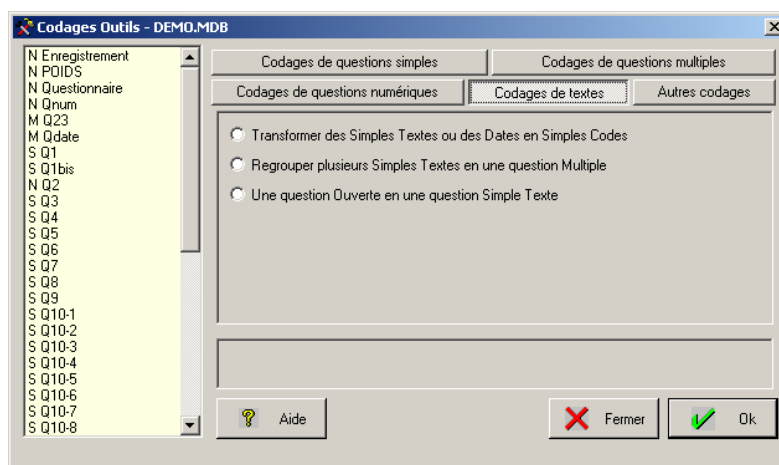 Codages Outils - DEMO.MDB
N Enregistrement
N POIDS
N Questionnaire
N Qnum
M Q23
M Qdate
S Q1
S Q1bis
N Q2
S Q3
S Q4
S Q5
S Q6
S Q7
S Q8
S Q9
S Q10-1
S Q10-2
S Q10-3
S Q10-4
S Q10-5
S Q10-6
S Q10-7
S Q10-8
Codages de questions simples
Codages de questions multiples
Codages de questions numériques
Codages de textes
Autres codages
Transformer des Simples Textes ou des Dates en Simples Codes
Regrouper plusieurs Simples Textes en une question Multiple
Une question Ouverte en une question Simple Texte
Aide
Fermer
Ok